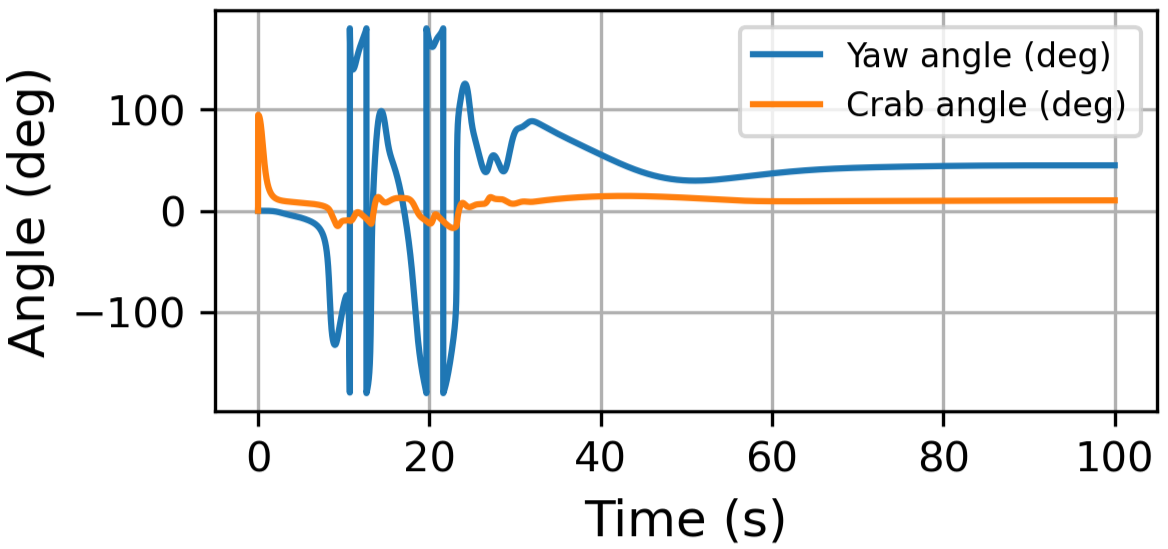 Angle (deg)
100
0
−100
Yaw angle (deg)
Crab angle (deg)
0 20 40 60 80 100
Time (s)